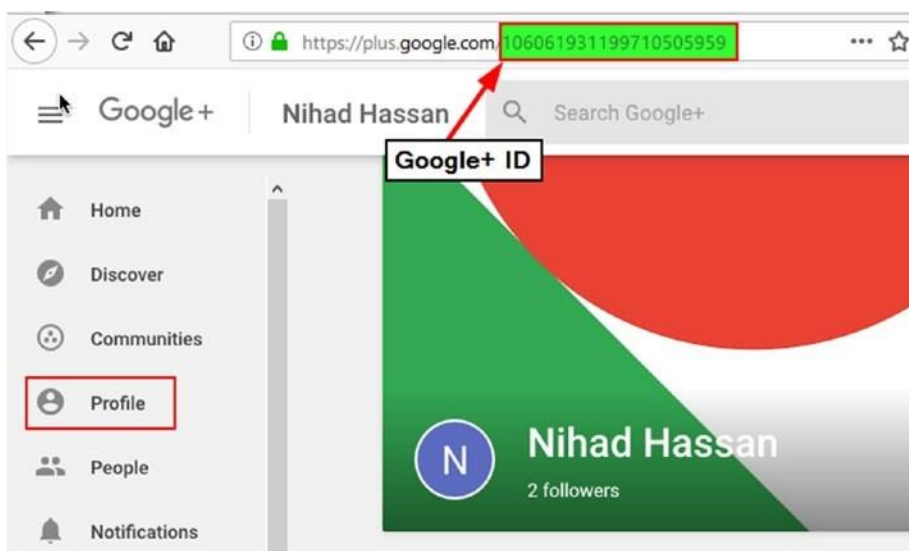 https://plus.google.com/106061931199710505959
Google+
Nihad Hassan
Search Google+
Google+ ID
Home
Discover
Communities
Profile
People
Notifications
N
Nihad Hassan
2 followers